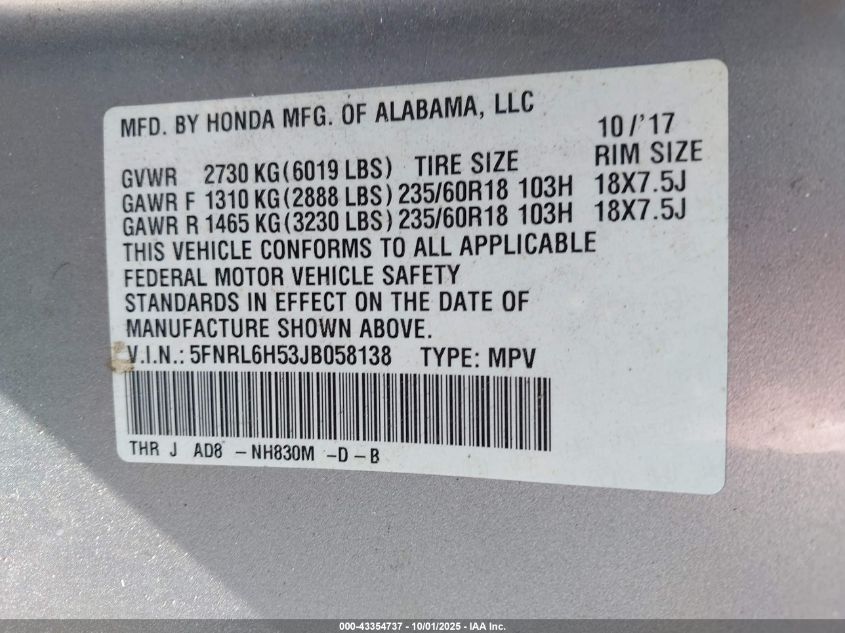 MFD. BY HONDA MFG. OF ALABAMA, LLC 10/'17
GVWR 2730 KG(6019 LBS) TIRE SIZE RIM SIZE
GAWR F 1310 KG(2888 LBS) 235/60R18 103H 18X7.5J
GAWR R 1465 KG(3230 LBS) 235/60R18 103H 18X7.5J
THIS VEHICLE CONFORMS TO ALL APPLICABLE
FEDERAL MOTOR VEHICLE SAFETY
STANDARDS IN EFFECT ON THE DATE OF
MANUFACTURE SHOWN ABOVE.
V.I.N.: 5FNRL6H53JB058138 TYPE: MPV
THR J AD8 -NH830M -D-B
000-43354737 - 10/01/2025 - IAA Inc.